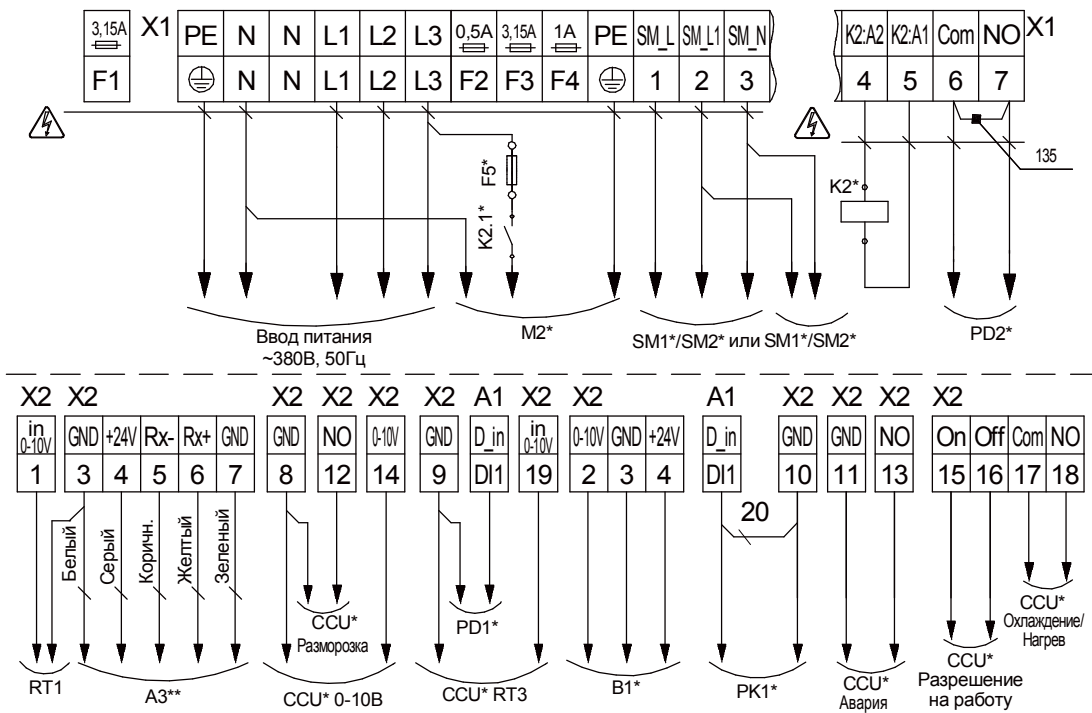 3,15А X1 PE N N L1 L2 L3 0,5А 3,15А 1А PE SM_L SM_L1 SM_N K2:A2 K2:A1 Com NO X1
F1 N N L1 L2 L3 F2 F3 F4 1 2 3 4 5 6 7
135
F5*
K2*
K2.1*
Ввод питания
~380В, 50Гц
M2*
SM1*/SM2* или SM1*/SM2*
PD2*
X2 X2 X2 X2 X2 X2 A1 X2 X2 A1 X2 X2 X2 X2
in 0-10V GND +24V Rx- Rx+ GND GND NO 0-10V GND D_in in 0-10V 0-10V GND +24V D_in GND GND NO On Off Com NO
1 3 4 5 6 7 8 12 14 9 DI1 19 2 3 4 DI1 10 11 13 15 16 17 18
20
Белый
Серый
Коричн.
Желтый
Зеленый
CCU*
Разморозка
PD1*
CCU*
Охлаждение/
Нагрев
RT1
A3**
CCU* 0-10В
CCU* RT3
B1*
PK1*
CCU*
Авария
CCU*
Разрешение
на работу